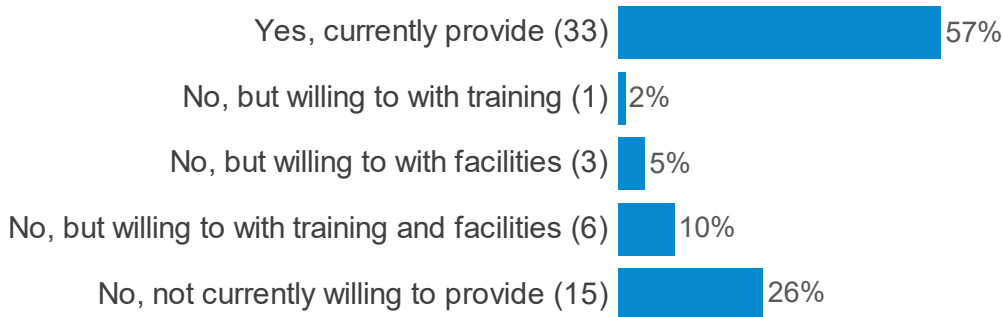 Yes, currently provide (33) 57%
No, but willing to with training (1) 2%
No, but willing to with facilities (3) 5%
No, but willing to with training and facilities (6) 10%
No, not currently willing to provide (15) 26%